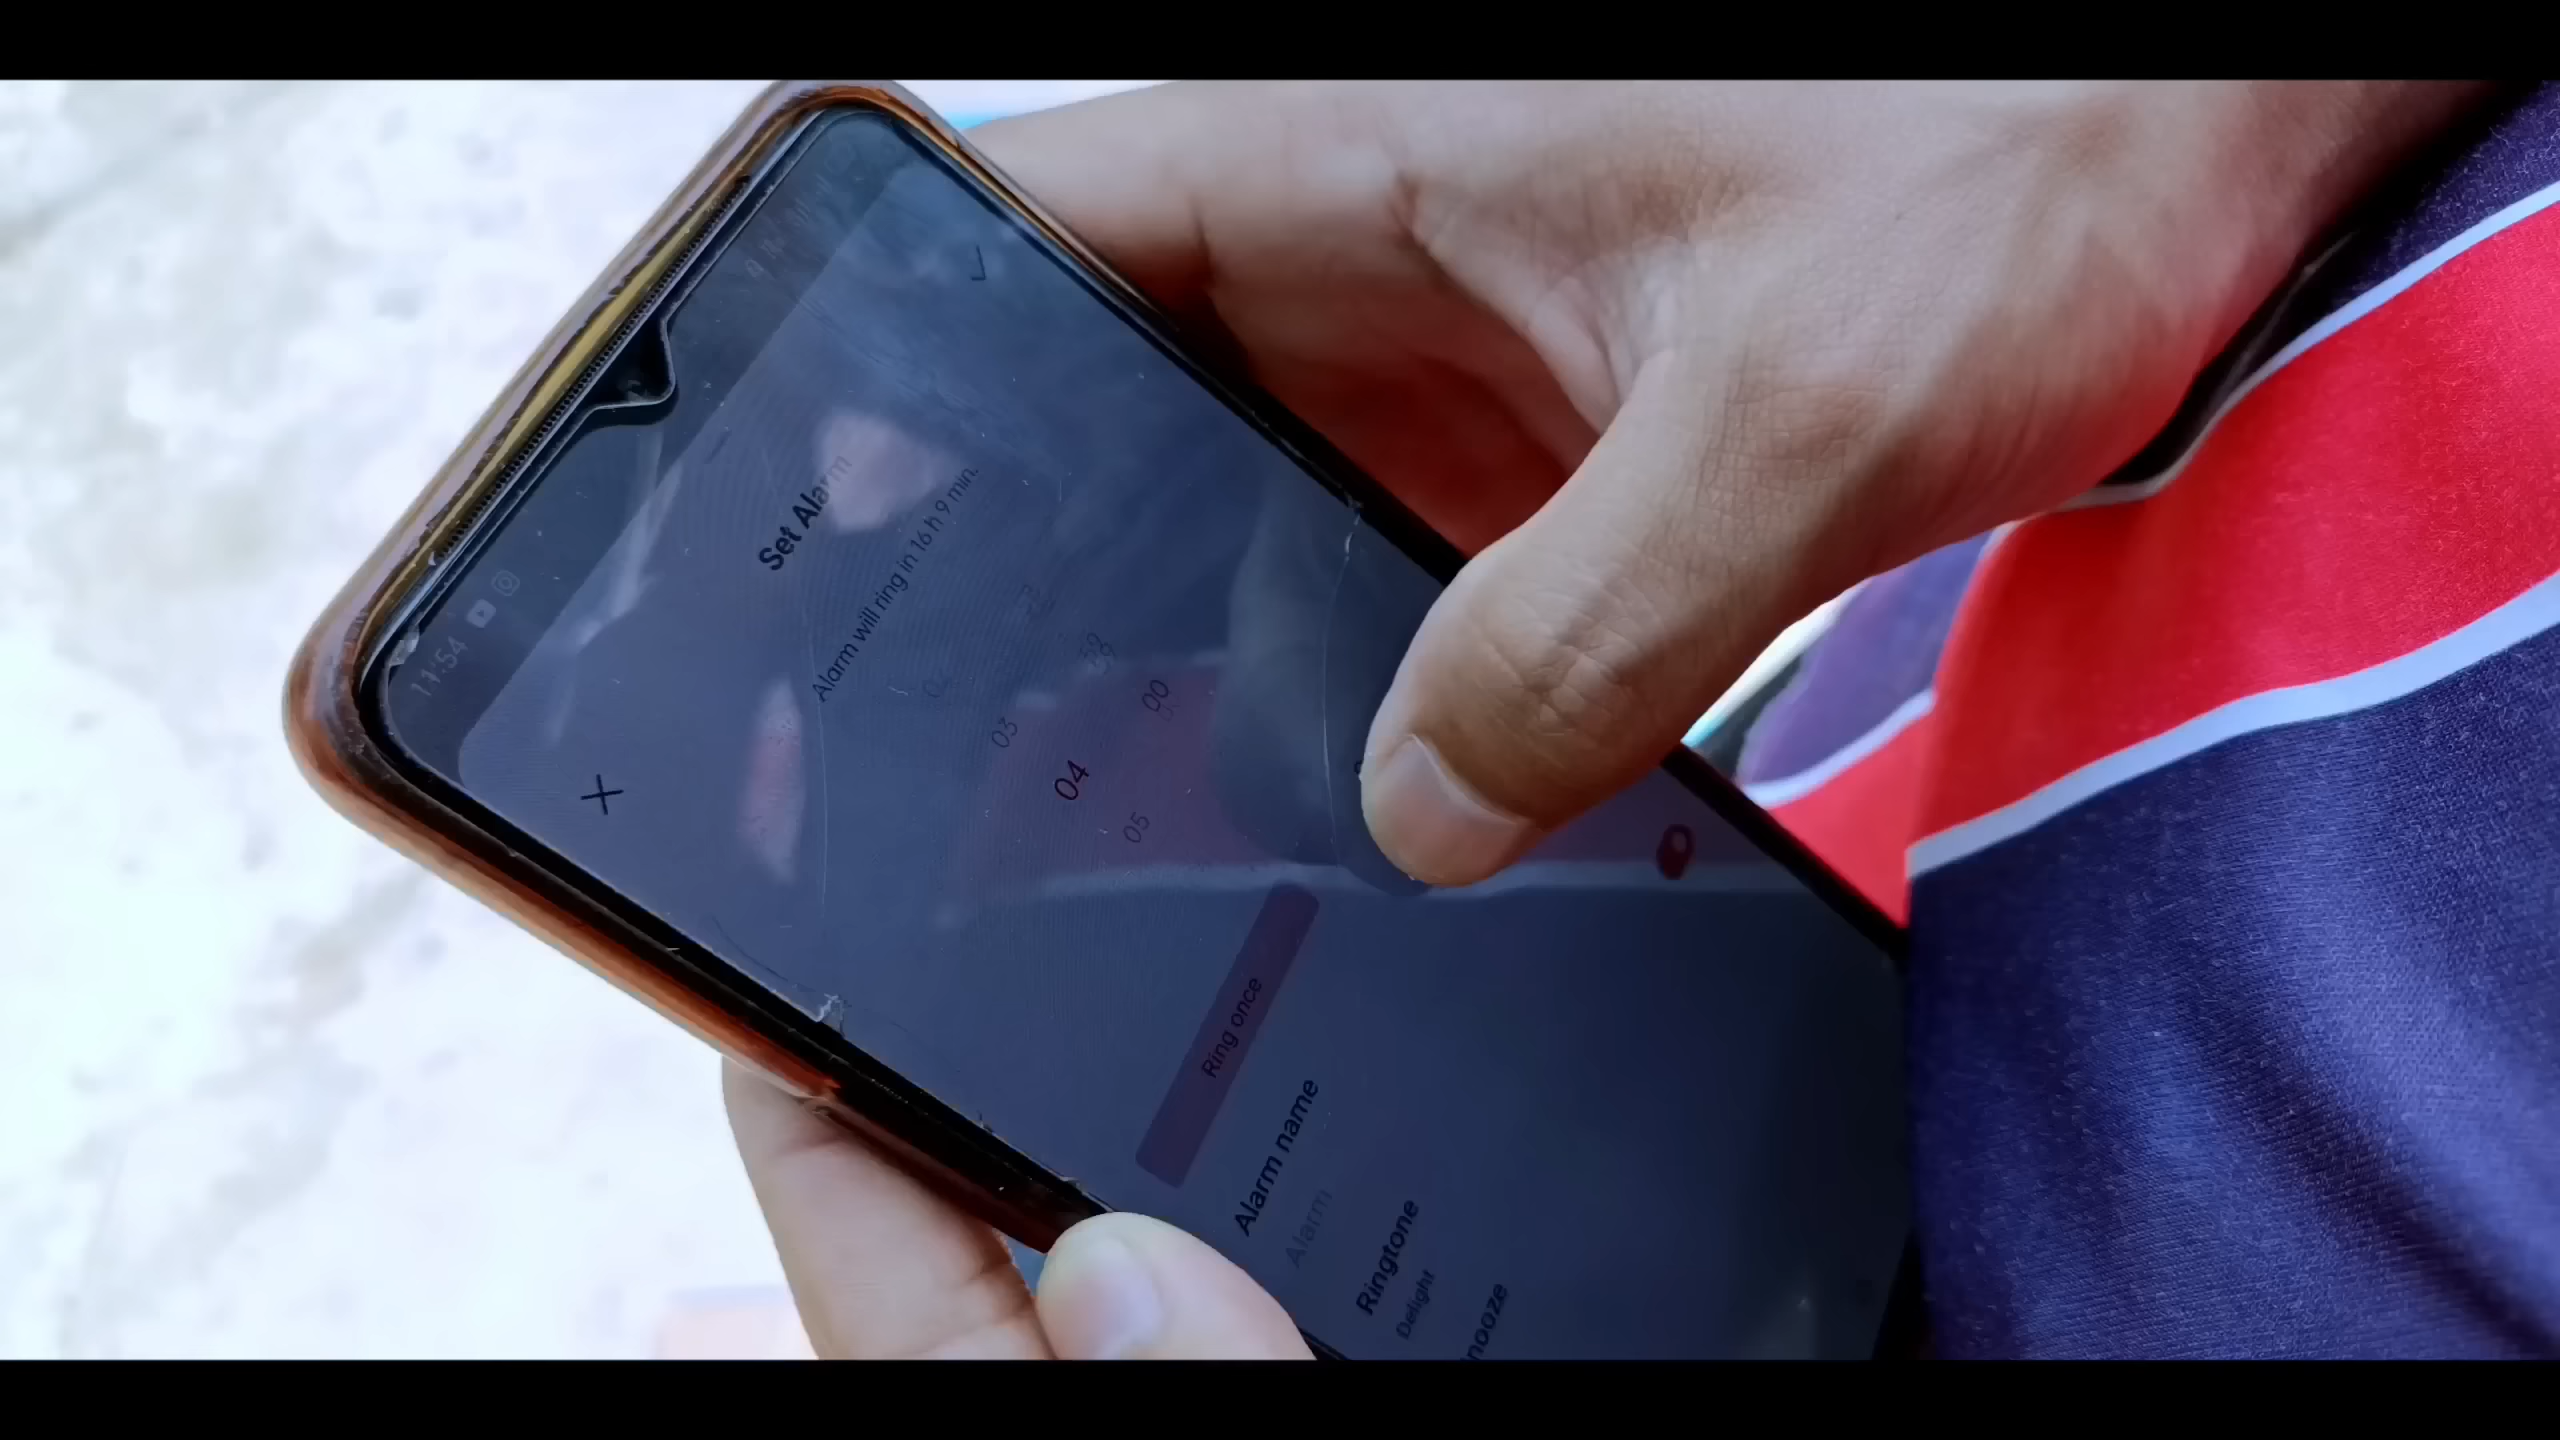 11:54
Set Alarm
Alarm will ring in 16 h 9 min.
03
04
00
05
Ring once
Alarm name
Alarm
Ringtone
Delight
nooze